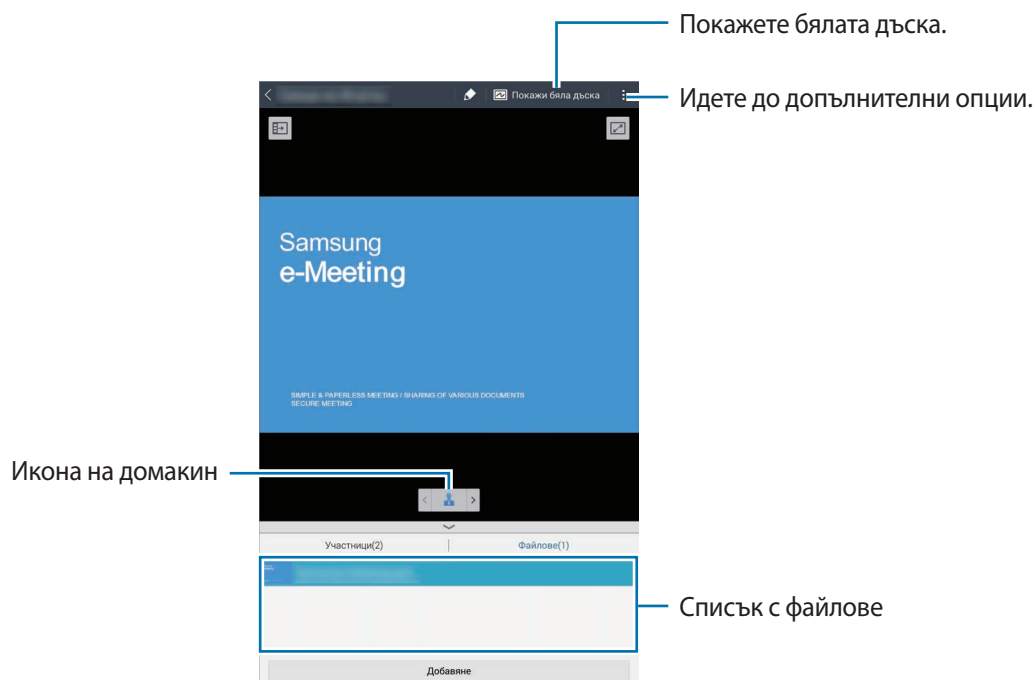 Покажете бялата дъска.
Покажи бяла дъска
Идете до допълнителни опции.
Samsung
e-Meeting
SIMPLE & PAPERLESS MEETING / SHARING OF VARIOUS DOCUMENTS
SECURE MEETING
Икона на домакин
Участници(2)
Файлове(1)
Списък с файлове
Добавяне